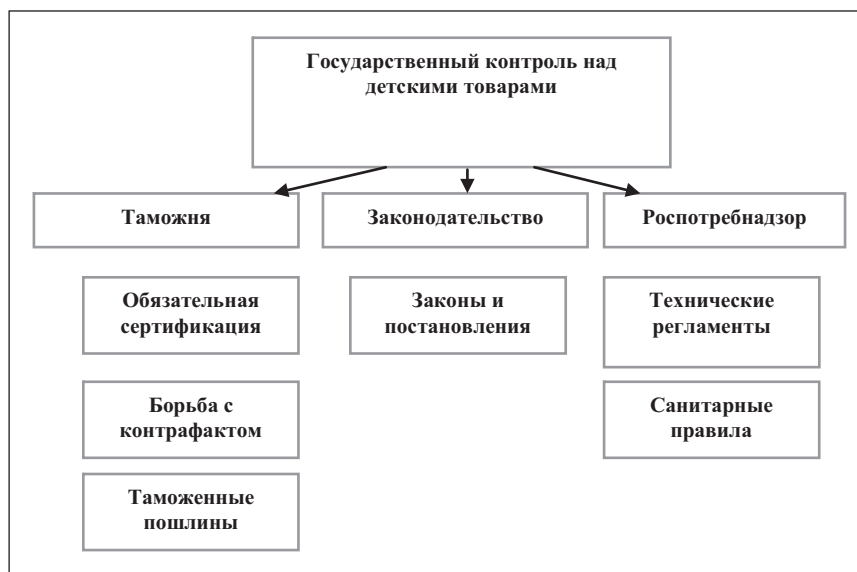 Государственный контроль над
детскими товарами
Таможня
Законодательство
Роспотребнадзор
Обязательная
сертификация
Законы и
постановления
Технические
регламенты
Борьба с
контрафактом
Санитарные
правила
Таможенные
пошлины